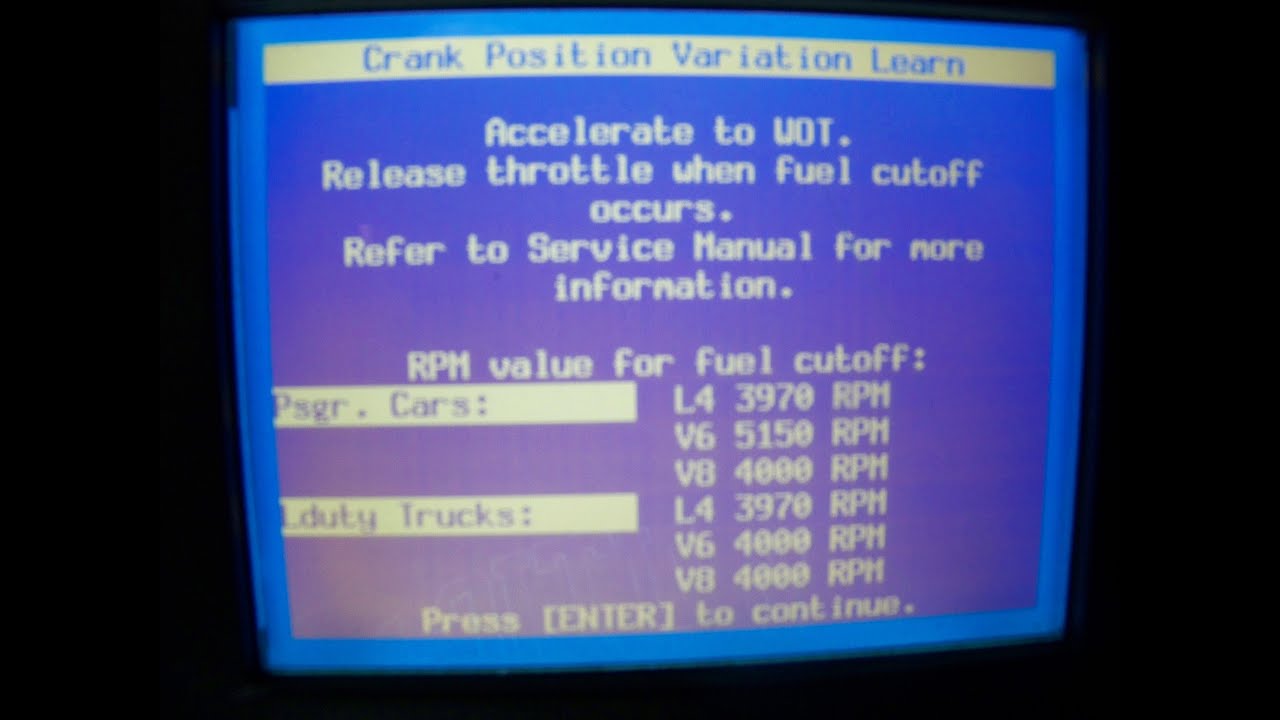 Crank Position Variation Learn
Accelerate to WOT.
Release throttle when fuel cutoff
occurs.
Refer to Service Manual for more
information.
RPM value for fuel cutoff:
Psgr. Cars: L4 3970 RPM
V6 5150 RPM
V8 4000 RPM
Lduty Trucks: L4 3970 RPM
V6 4000 RPM
V8 4000 RPM
Press [ENTER] to continue.